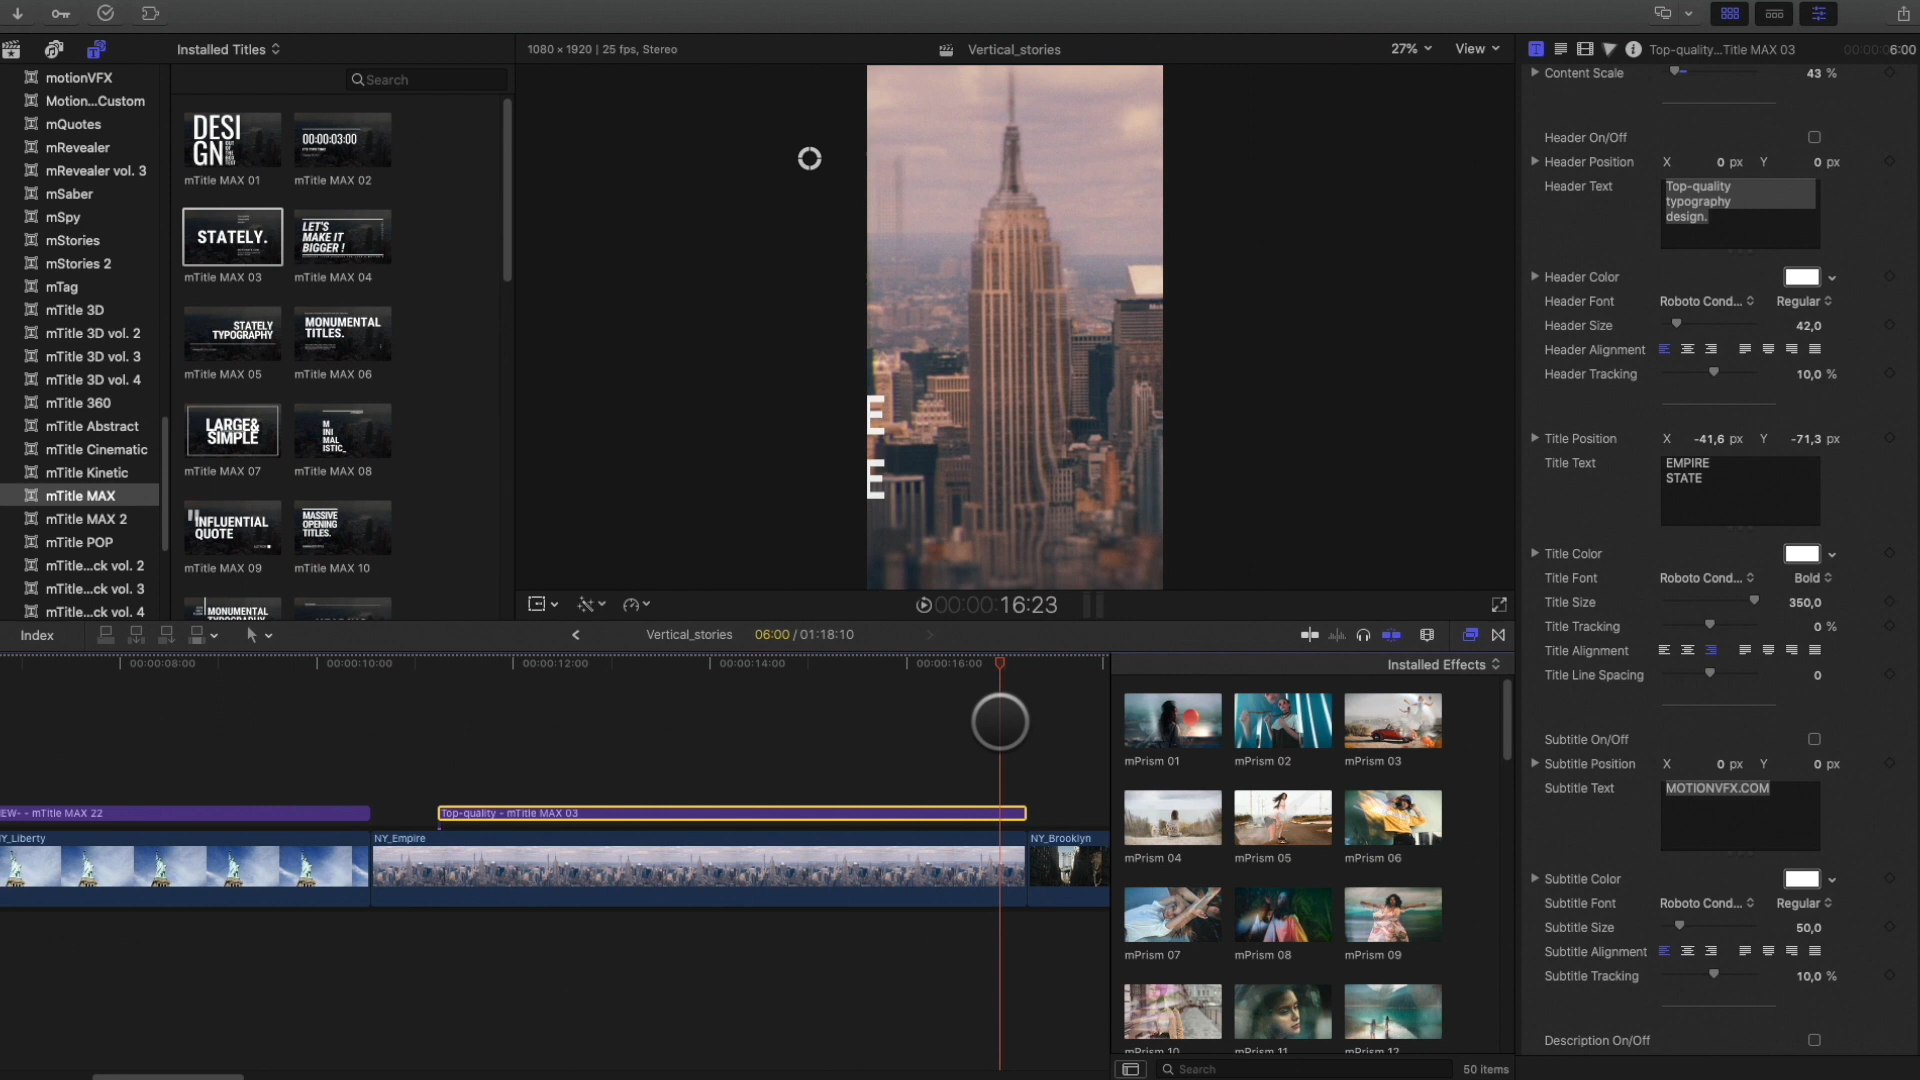 Installed Titles
1080 × 1920 | 25 fps, Stereo
Vertical_stories
27%
View
Top-quality...Title MAX 03
6:00
motionVFX
Motion...Custom
mQuotes
mRevealer
mRevealer vol. 3
mSaber
mSpy
mStories
mStories 2
mTag
mTitle 3D
mTitle 3D vol. 2
mTitle 3D vol. 3
mTitle 3D vol. 4
mTitle 360
mTitle Abstract
mTitle Cinematic
mTitle Kinetic
mTitle MAX
mTitle MAX 2
mTitle POP
mTitle...ck vol. 2
mTitle...ck vol. 3
mTitle...ck vol. 4
Search
DESI
GN
mTitle MAX 01
00:00:03:00
mTitle MAX 02
STATELY.
mTitle MAX 03
LET'S
MAKE IT
BIGGER !
mTitle MAX 04
STATELY
TYPOGRAPHY
mTitle MAX 05
MONUMENTAL
TITLES.
mTitle MAX 06
LARGE&
SIMPLE
mTitle MAX 07
M
INI
MAL
ISTIC_
mTitle MAX 08
"INFLUENTIAL
QUOTE
mTitle MAX 09
MASSIVE
OPENING
TITLES.
mTitle MAX 10
MONUMENTAL
E
E
00:00:00:16:23
Content Scale 43 %
Header On/Off
Header Position X 0 px Y 0 px
Header Text
Top-quality
typography
design.
Header Color
Header Font Roboto Cond... Regular
Header Size 42,0
Header Alignment
Header Tracking 10,0 %
Title Position X -41,6 px Y -71,3 px
Title Text
EMPIRE
STATE
Title Color
Title Font Roboto Cond... Bold
Title Size 350,0
Title Tracking 0 %
Title Alignment
Title Line Spacing 0
Subtitle On/Off
Subtitle Position X 0 px Y 0 px
Subtitle Text MOTIONVFX.COM
Subtitle Color
Subtitle Font Roboto Cond... Regular
Subtitle Size 50,0
Subtitle Alignment
Subtitle Tracking 10,0 %
Description On/Off
Index
Vertical_stories
06:00 / 01:18:10
00:00:08:00
00:00:10:00
00:00:12:00
00:00:14:00
00:00:16:00
EW- - mTitle MAX 22
Top-quality - mTitle MAX 03
NY_Liberty
NY_Empire
NY_Brooklyn
Installed Effects
mPrism 01
mPrism 02
mPrism 03
mPrism 04
mPrism 05
mPrism 06
mPrism 07
mPrism 08
mPrism 09
mPrism 10
mPrism 11
mPrism 12
Search
50 items